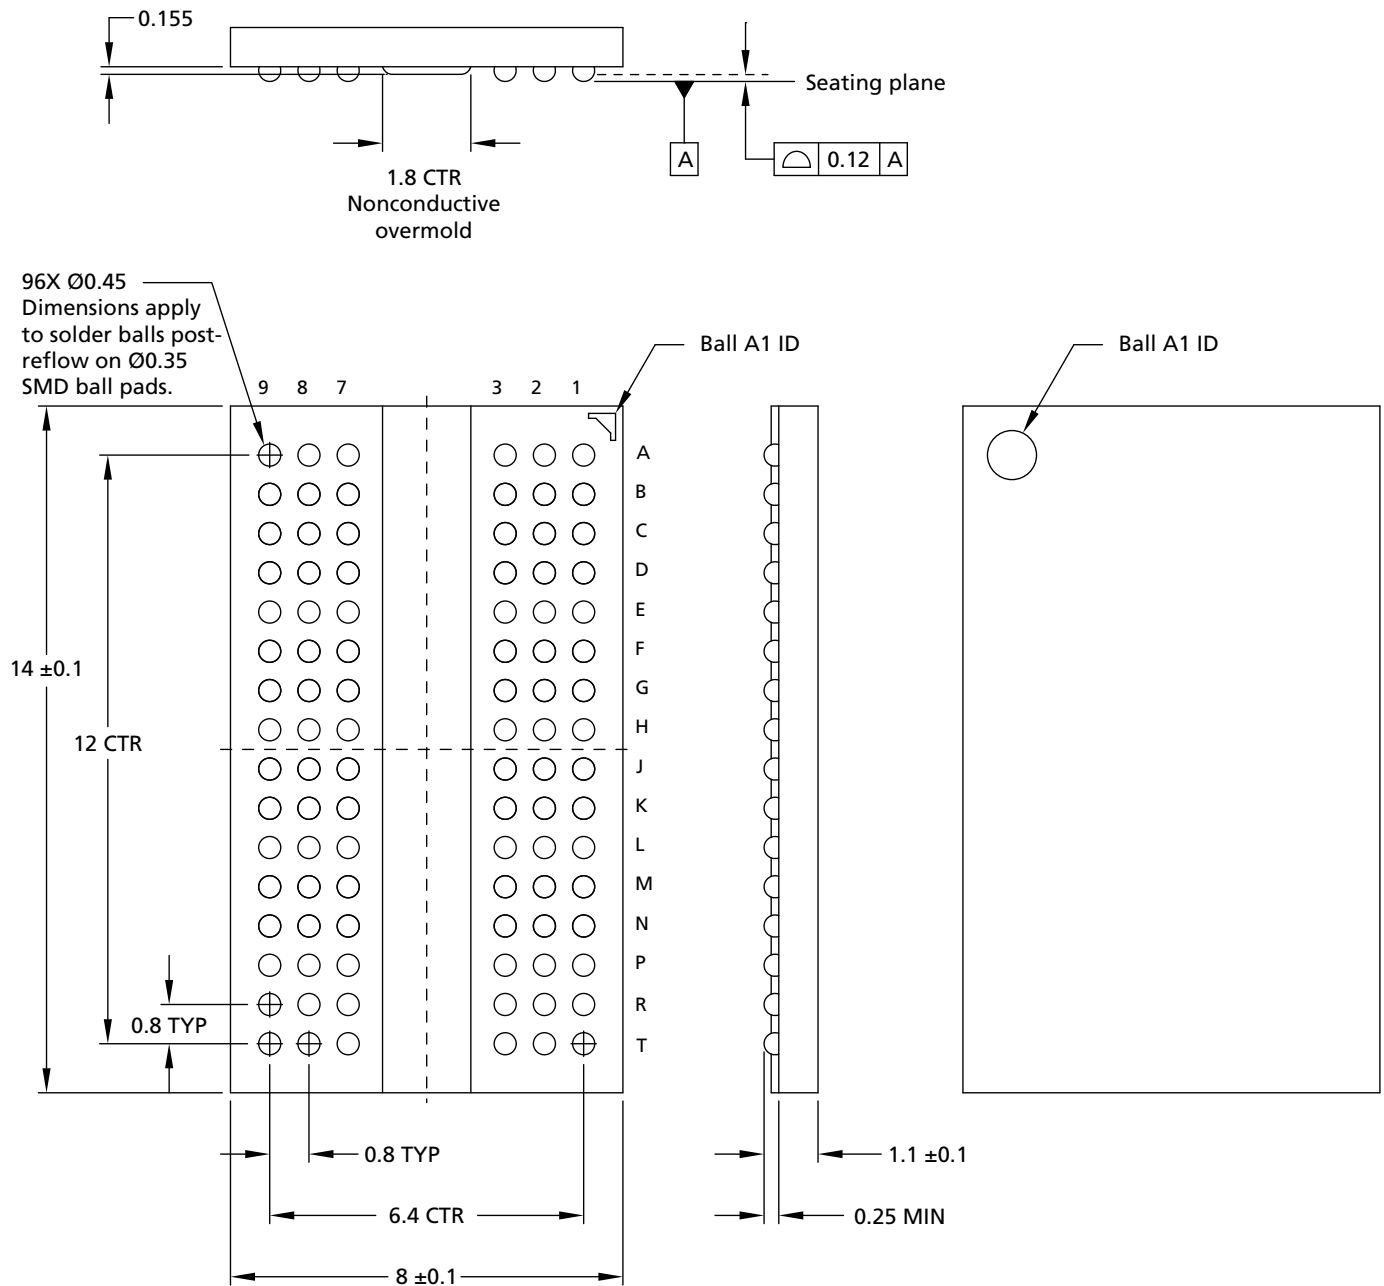 0.155
Seating plane
A
0.12 A
1.8 CTR
Nonconductive
overmold
96X Ø0.45
Dimensions apply
to solder balls post-
reflow on Ø0.35
SMD ball pads.
Ball A1 ID
Ball A1 ID
9 8 7 3 2 1
A
B
C
D
E
F
G
H
J
K
L
M
N
P
R
T
14 ±0.1
12 CTR
0.8 TYP
0.8 TYP
1.1 ±0.1
6.4 CTR
0.25 MIN
8 ±0.1